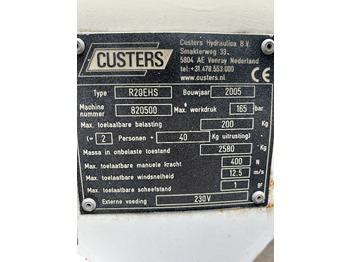 CUSTERS
Custers Hydraulica B.V.
Smakterweg 33,
5804 AE Venray Nederland
tel:+31.478.553.000
www.custers.nl
CE
Type R20EHS Bouwjaar 2005
Machine nummer 820500 Max. werkdruk 165 bar.
Max. toelaatbare belasting 200 Kg
(= 2 Personen + 40 Kg uitrusting)
Massa in onbelaste toestand 2580 Kg.
Max. toelaatbare manuele kracht 400 N
Max. toelaatbare windsnelheid 12.5 m/s
Max. toelaatbare scheefstand 1 gr
Externe voeding 230V